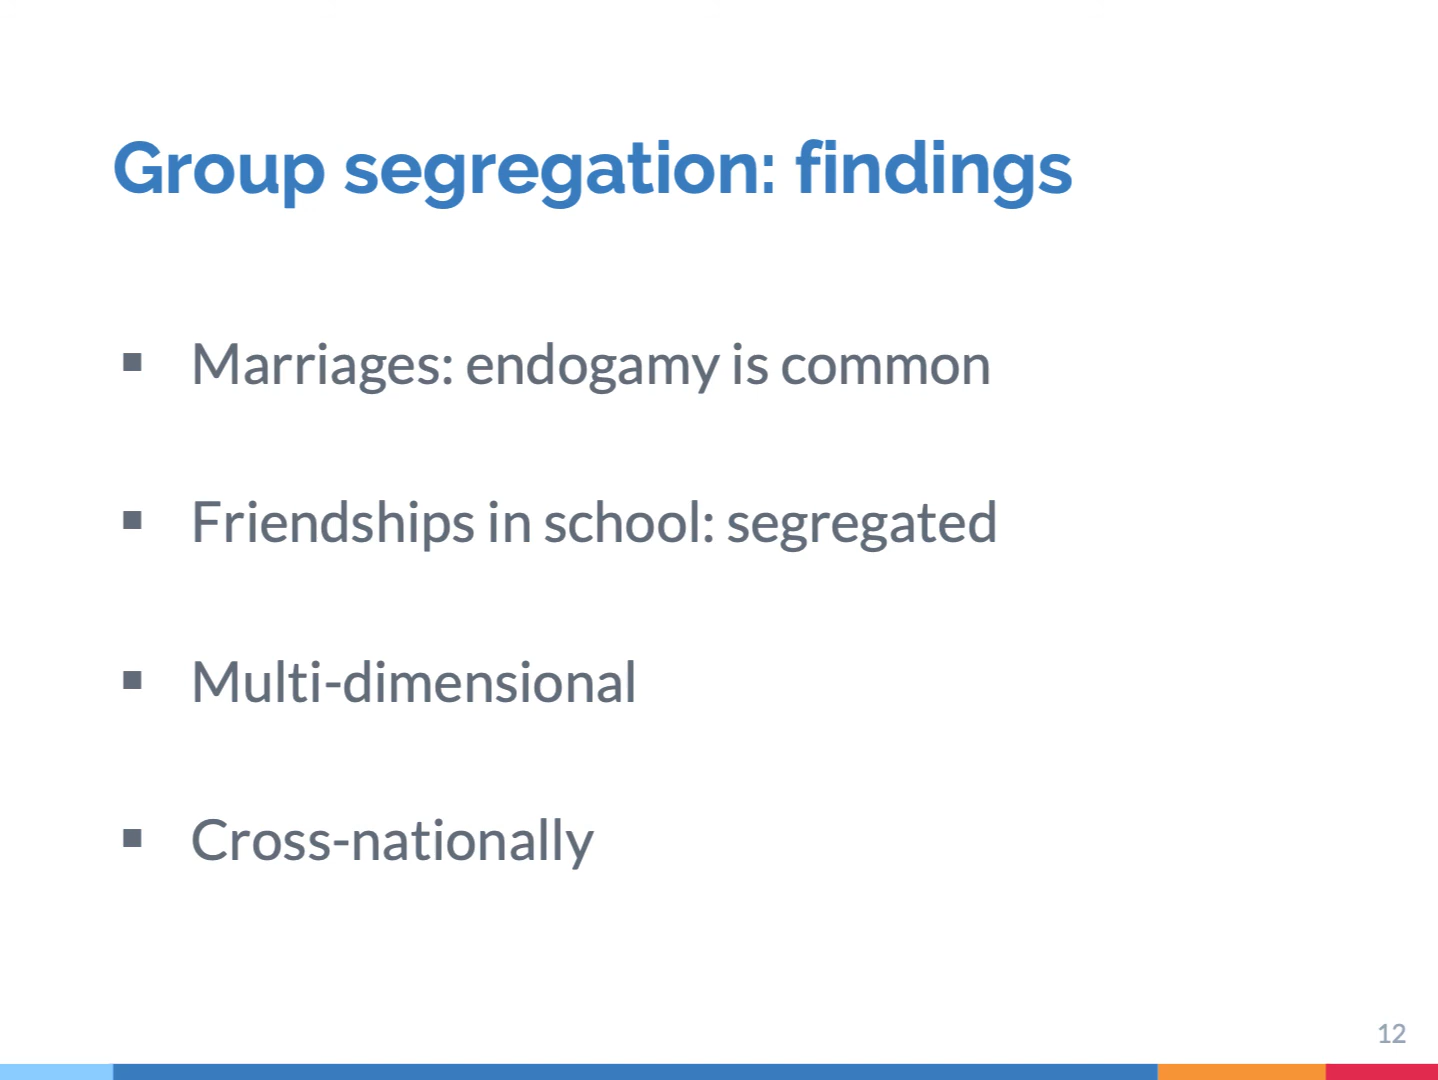 Group segregation: findings
▪ Marriages: endogamy is common
▪ Friendships in school: segregated
▪ Multi-dimensional
▪ Cross-nationally
12